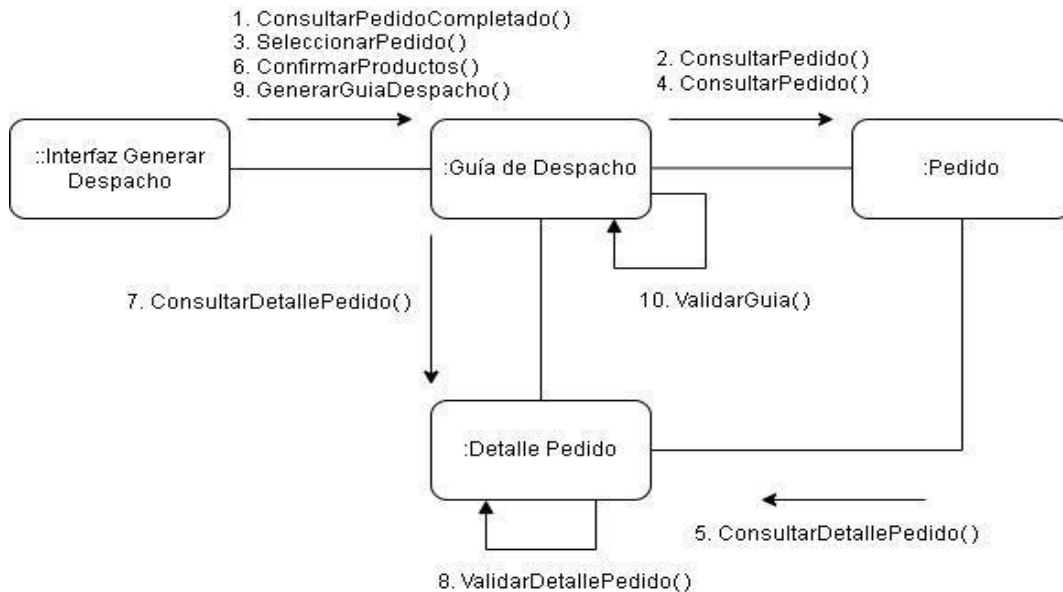 1. ConsultarPedidoCompletado()
3. SeleccionarPedido()
6. ConfirmarProductos()
9. GenerarGuiaDespacho()
2. ConsultarPedido()
4. ConsultarPedido()
::Interfaz Generar
Despacho
:Guía de Despacho
:Pedido
7. ConsultarDetallePedido()
10. ValidarGuia()
:Detalle Pedido
5. ConsultarDetallePedido()
8. ValidarDetallePedido()